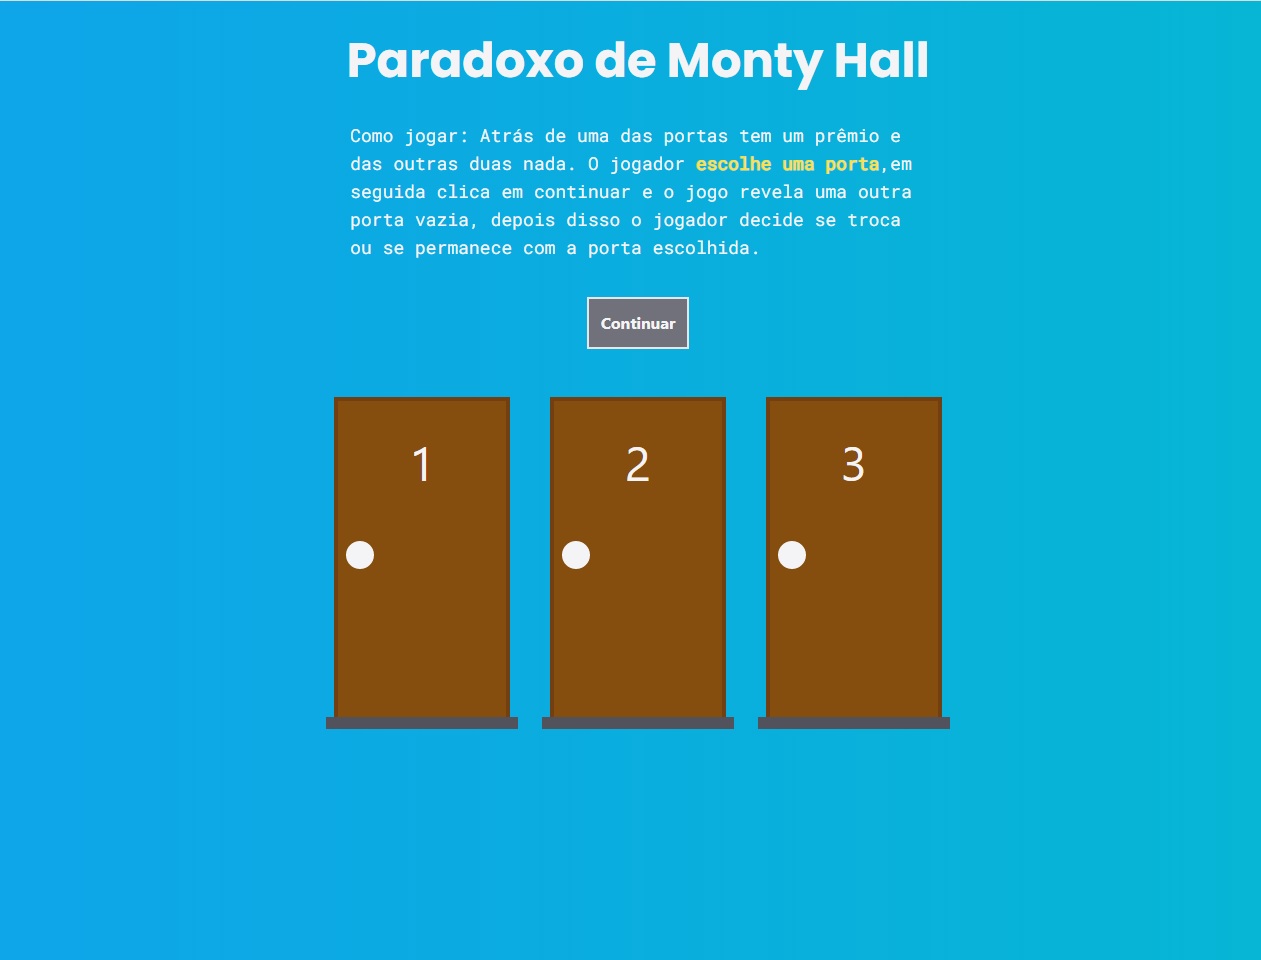 Paradoxo de Monty Hall
Como jogar: Atrás de uma das portas tem um prêmio e
das outras duas nada. O jogador escolhe uma porta,em
seguida clica em continuar e o jogo revela uma outra
porta vazia, depois disso o jogador decide se troca
ou se permanece com a porta escolhida.
Continuar
1 2 3